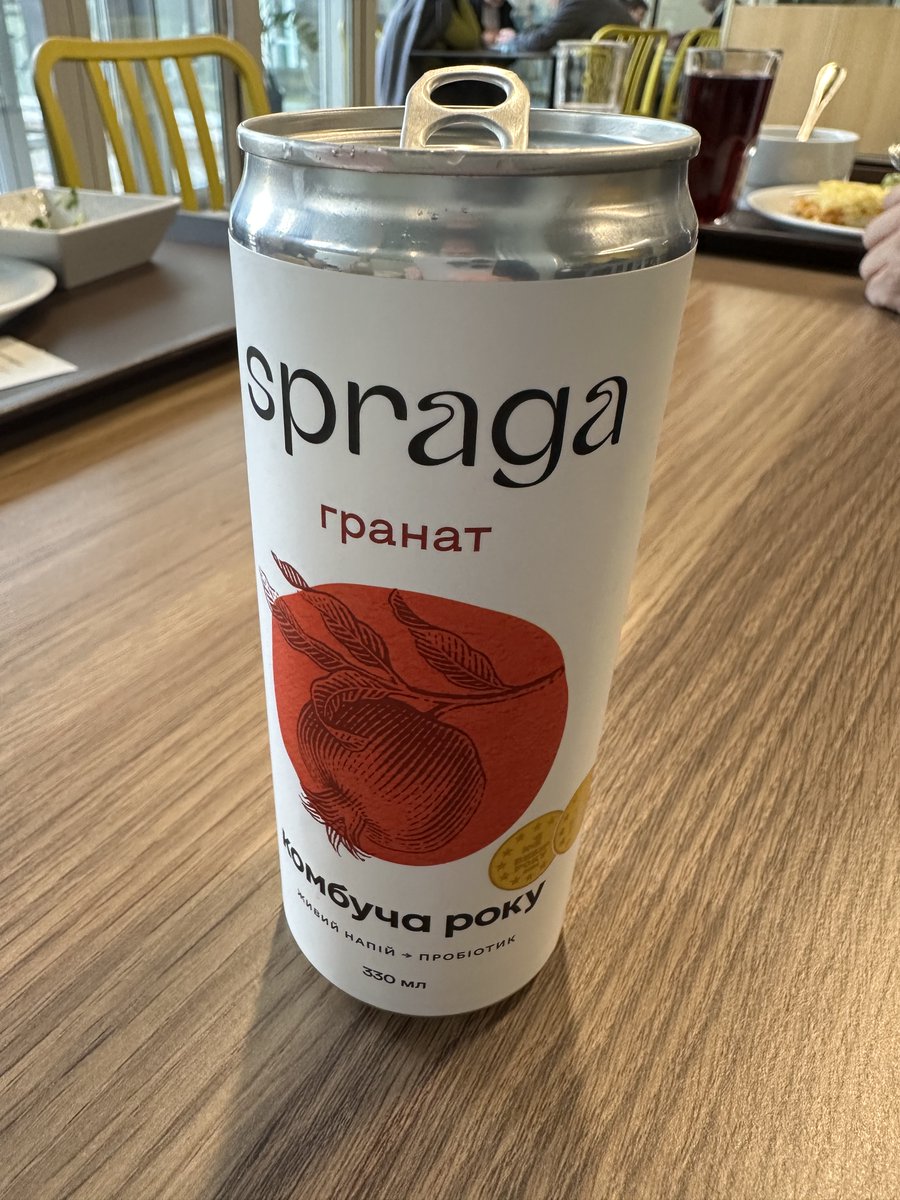 spraga
гранат
комбуча року
живий напій → пробіотик
330 мл